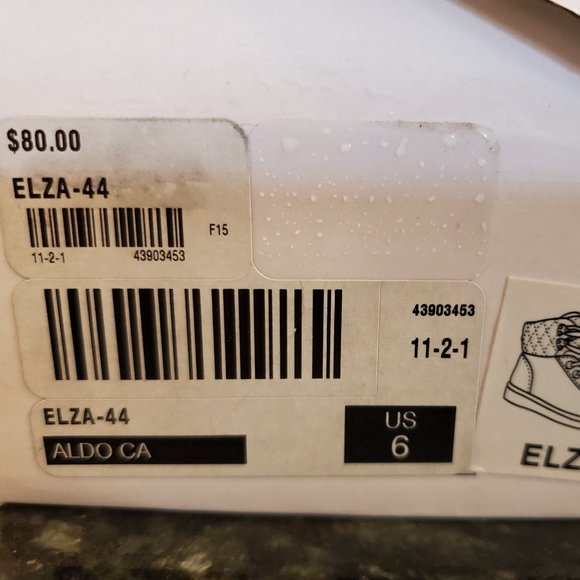 $80.00
ELZA-44
F15
11-2-1 43903453
43903453
11-2-1
ELZA-44
ALDO CA
US
6
ELZ